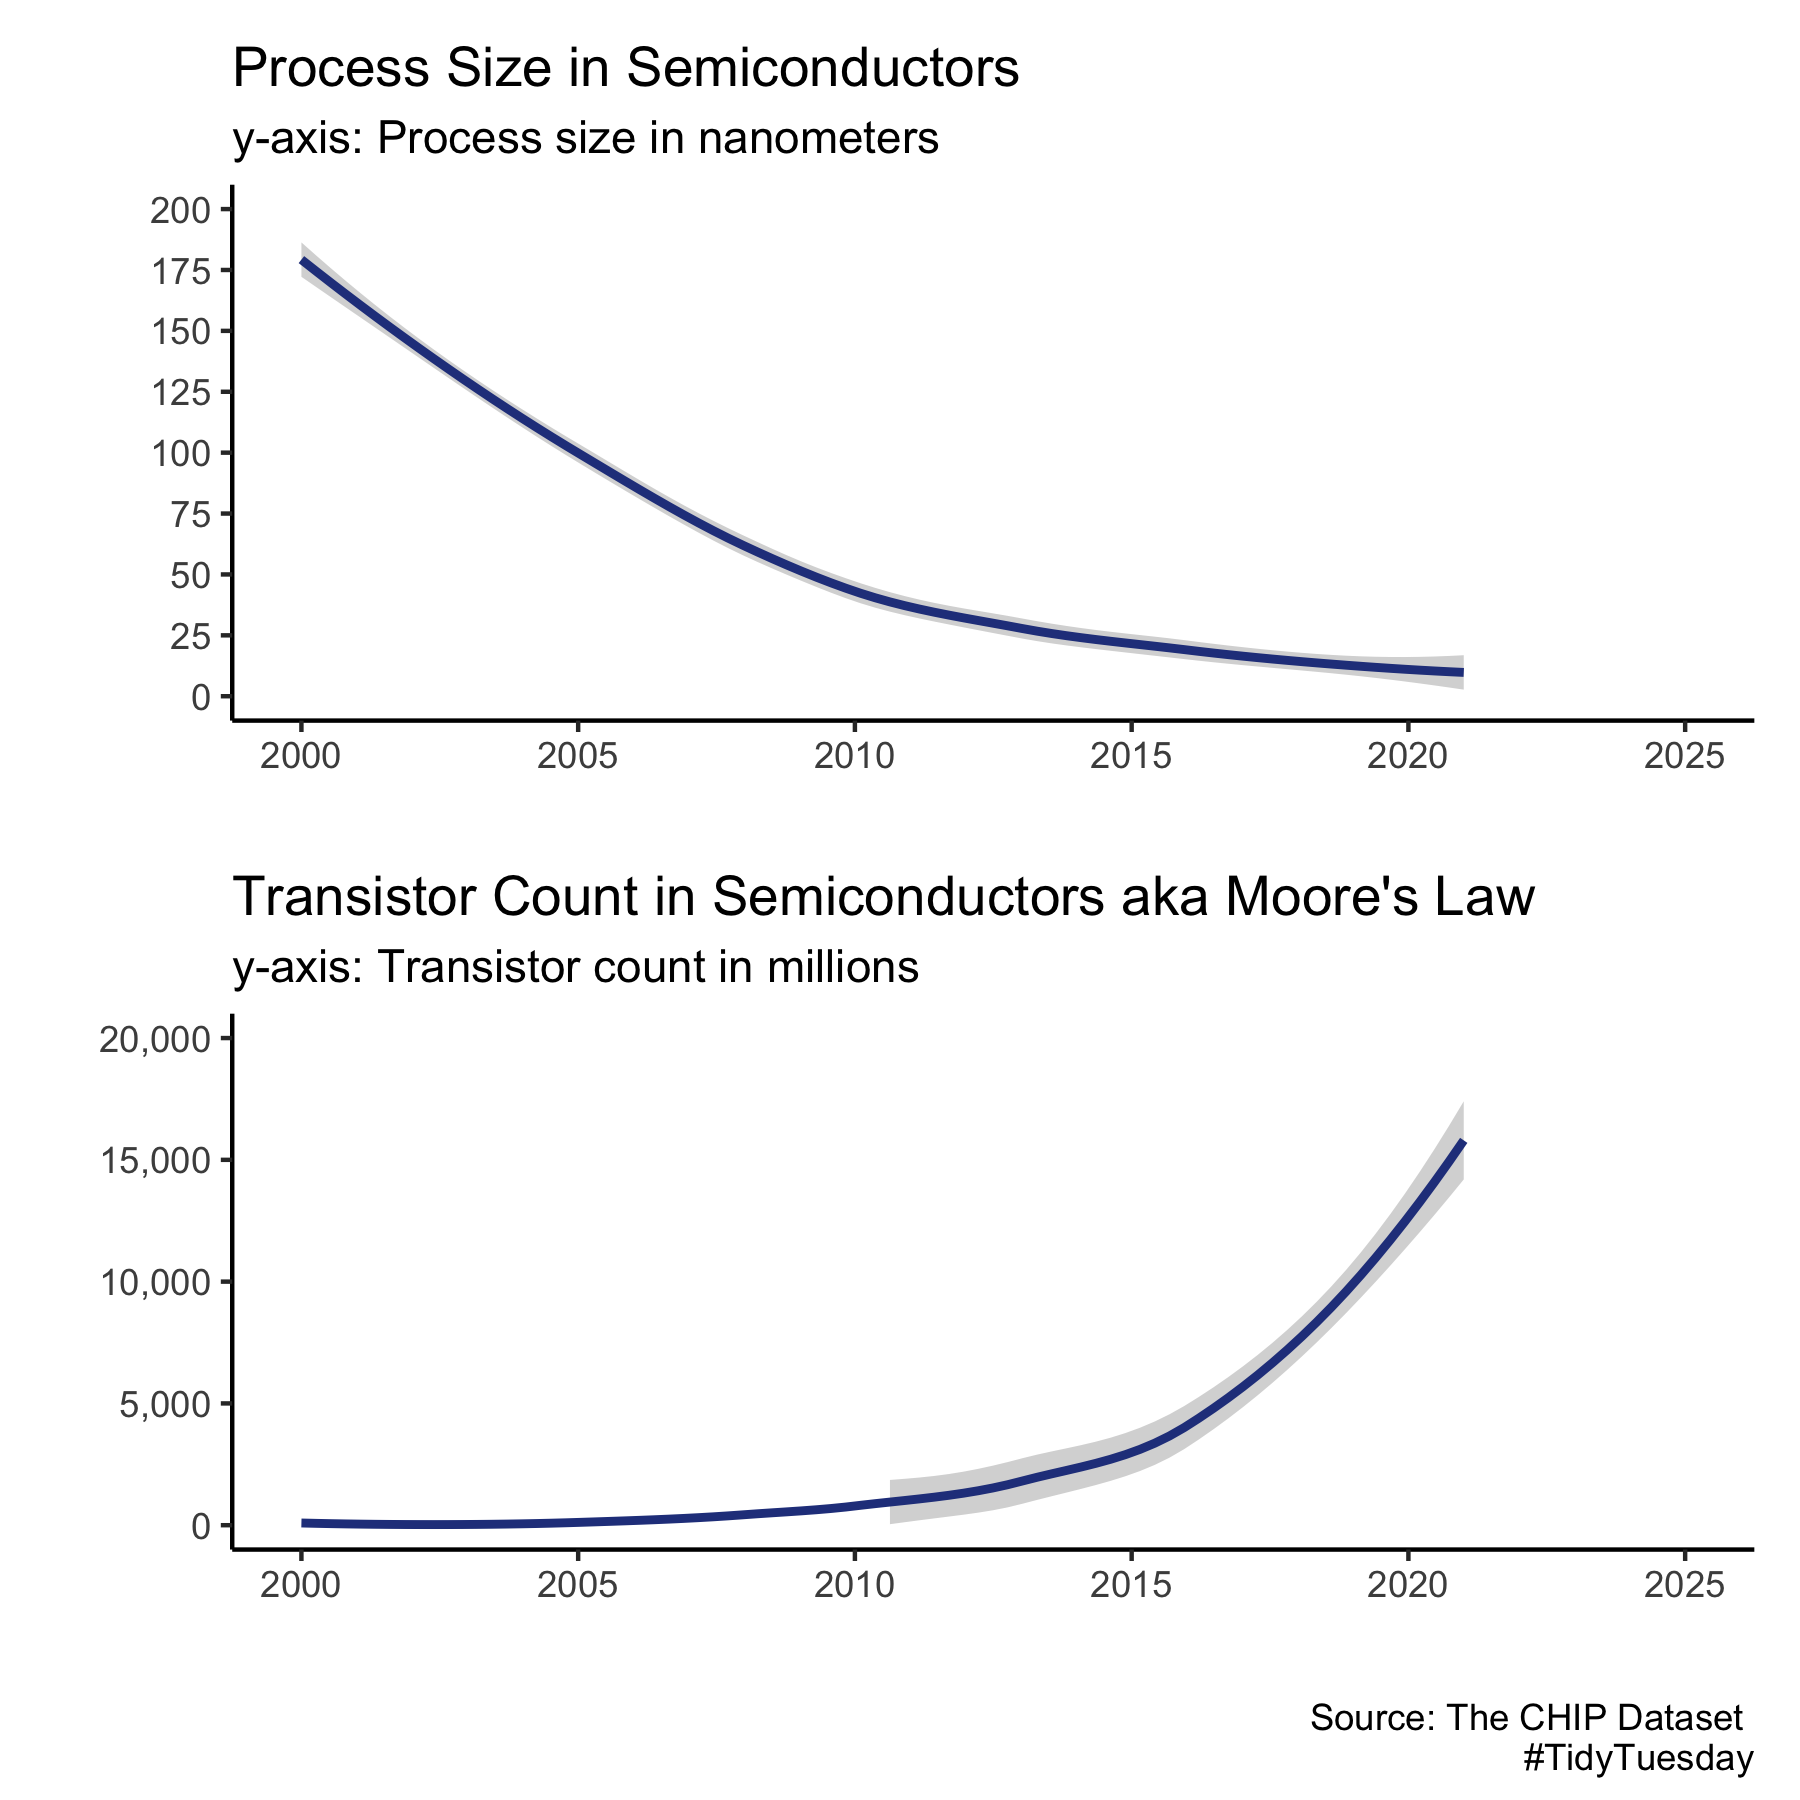 Process Size in Semiconductors
y-axis: Process size in nanometers
200
175
150
125
100
75
50
25
0
2000 2005 2010 2015 2020 2025
Transistor Count in Semiconductors aka Moore's Law
y-axis: Transistor count in millions
20,000
15,000
10,000
5,000
0
2000 2005 2010 2015 2020 2025
Source: The CHIP Dataset
#TidyTuesday